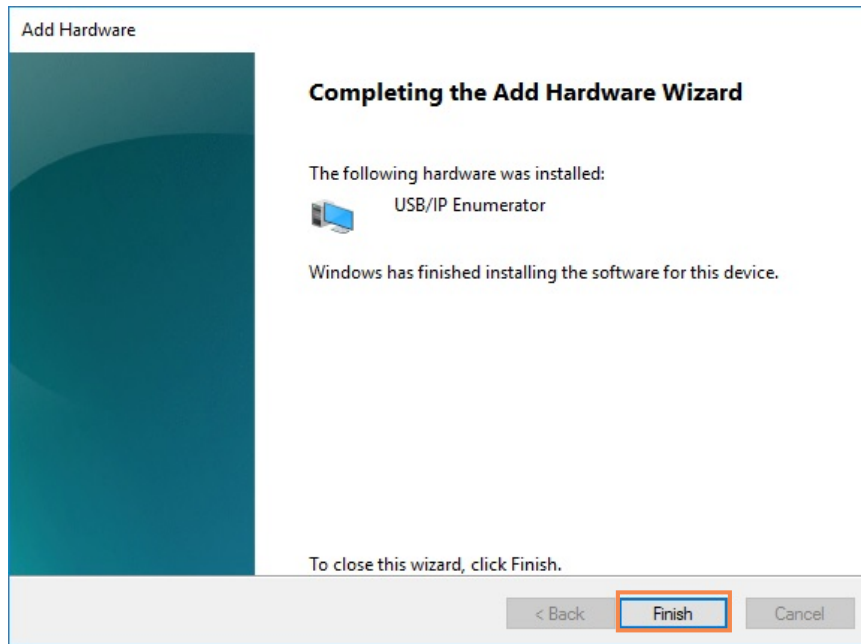 Add Hardware
Completing the Add Hardware Wizard
The following hardware was installed:
USB/IP Enumerator
Windows has finished installing the software for this device.
To close this wizard, click Finish.
< Back Finish Cancel